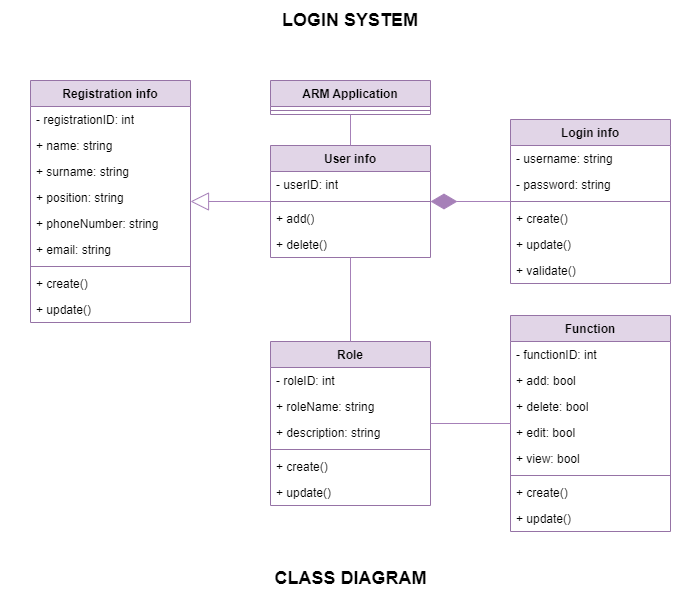 LOGIN SYSTEM
Registration info
- registrationID: int
+ name: string
+ surname: string
+ position: string
+ phoneNumber: string
+ email: string
+ create()
+ update()
ARM Application
User info
- userID: int
+ add()
+ delete()
Login info
- username: string
- password: string
+ create()
+ update()
+ validate()
Role
- roleID: int
+ roleName: string
+ description: string
+ create()
+ update()
Function
- functionID: int
+ add: bool
+ delete: bool
+ edit: bool
+ view: bool
+ create()
+ update()
CLASS DIAGRAM